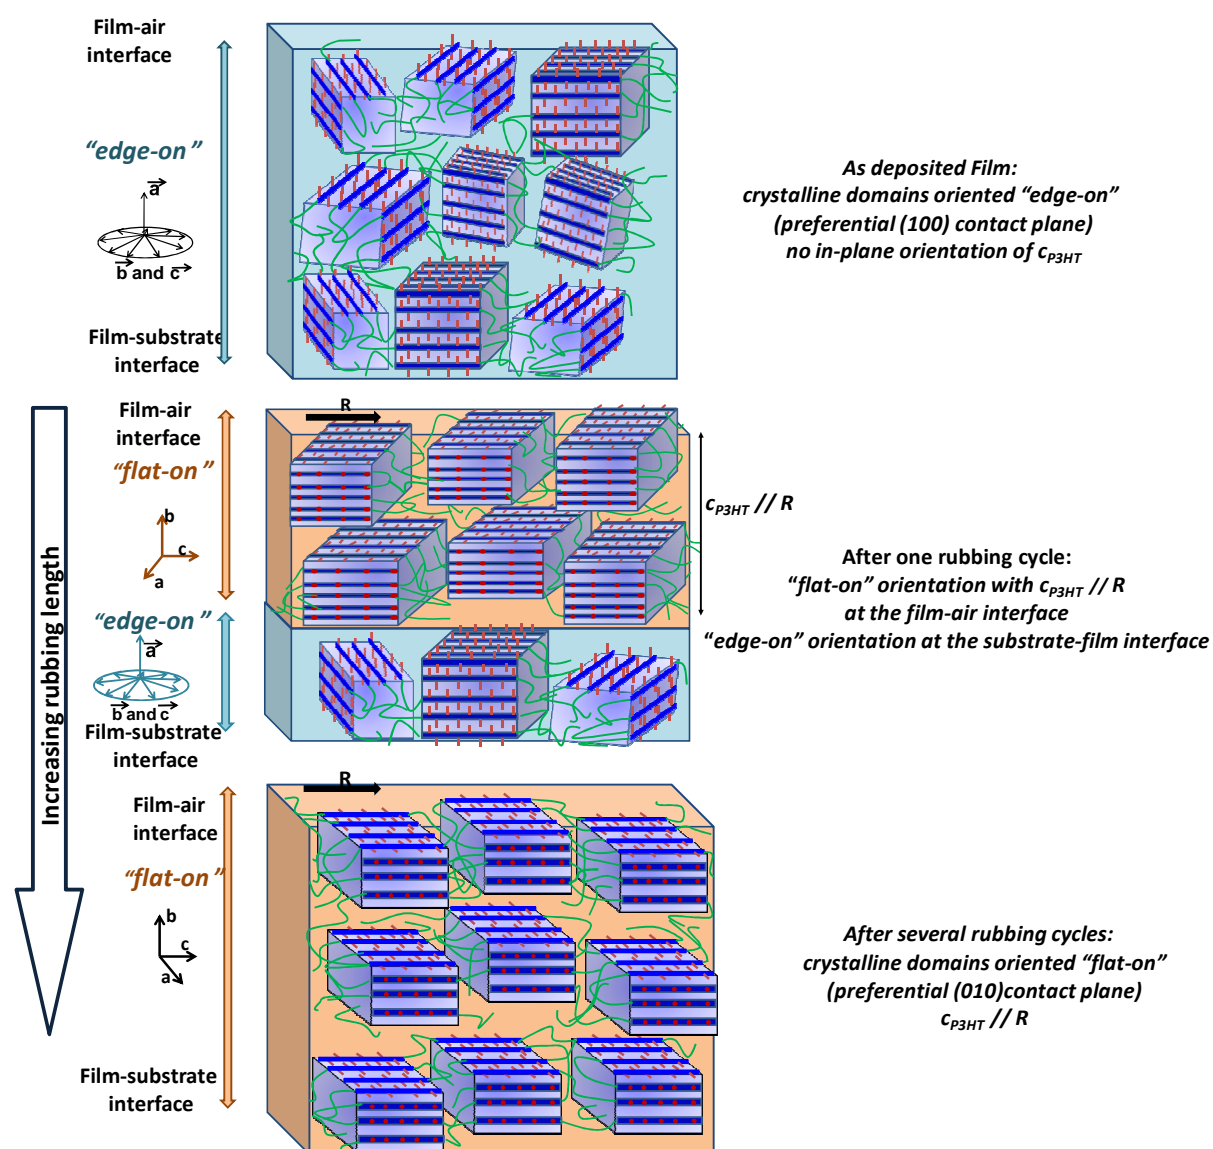 Film-air
interface
“edge-on”
a
b and c
Film-substrate
interface
As deposited Film:
crystalline domains oriented “edge-on”
(preferential (100) contact plane)
no in-plane orientation of cP3HT
Increasing rubbing length
Film-air
interface
“flat-on”
b
c
a
“edge-on”
a
b and c
Film-substrate
interface
R
cP3HT // R
After one rubbing cycle:
“flat-on” orientation with cP3HT // R
at the film-air interface
“edge-on” orientation at the substrate-film interface
Film-air
interface
“flat-on”
b
c
a
Film-substrate
interface
R
After several rubbing cycles:
crystalline domains oriented “flat-on”
(preferential (010)contact plane)
cP3HT // R